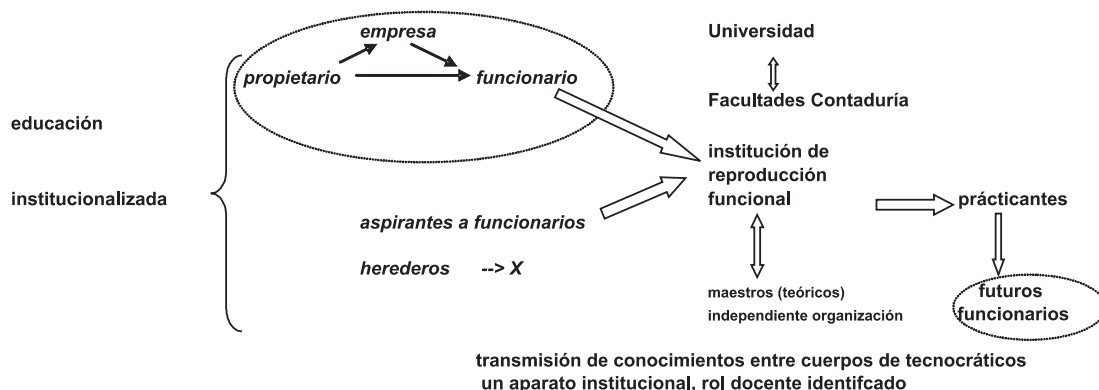 empresa
propietario
funcionario
educación
institucionalizada
aspirantes a funcionarios
herederos --> X
Universidad
Facultades Contaduría
institución de
reproducción
funcional
maestros (teóricos)
independiente organización
prácticantes
futuros
funcionarios
transmisión de conocimientos entre cuerpos de tecnocráticos
un aparato institucional, rol docente identifcado